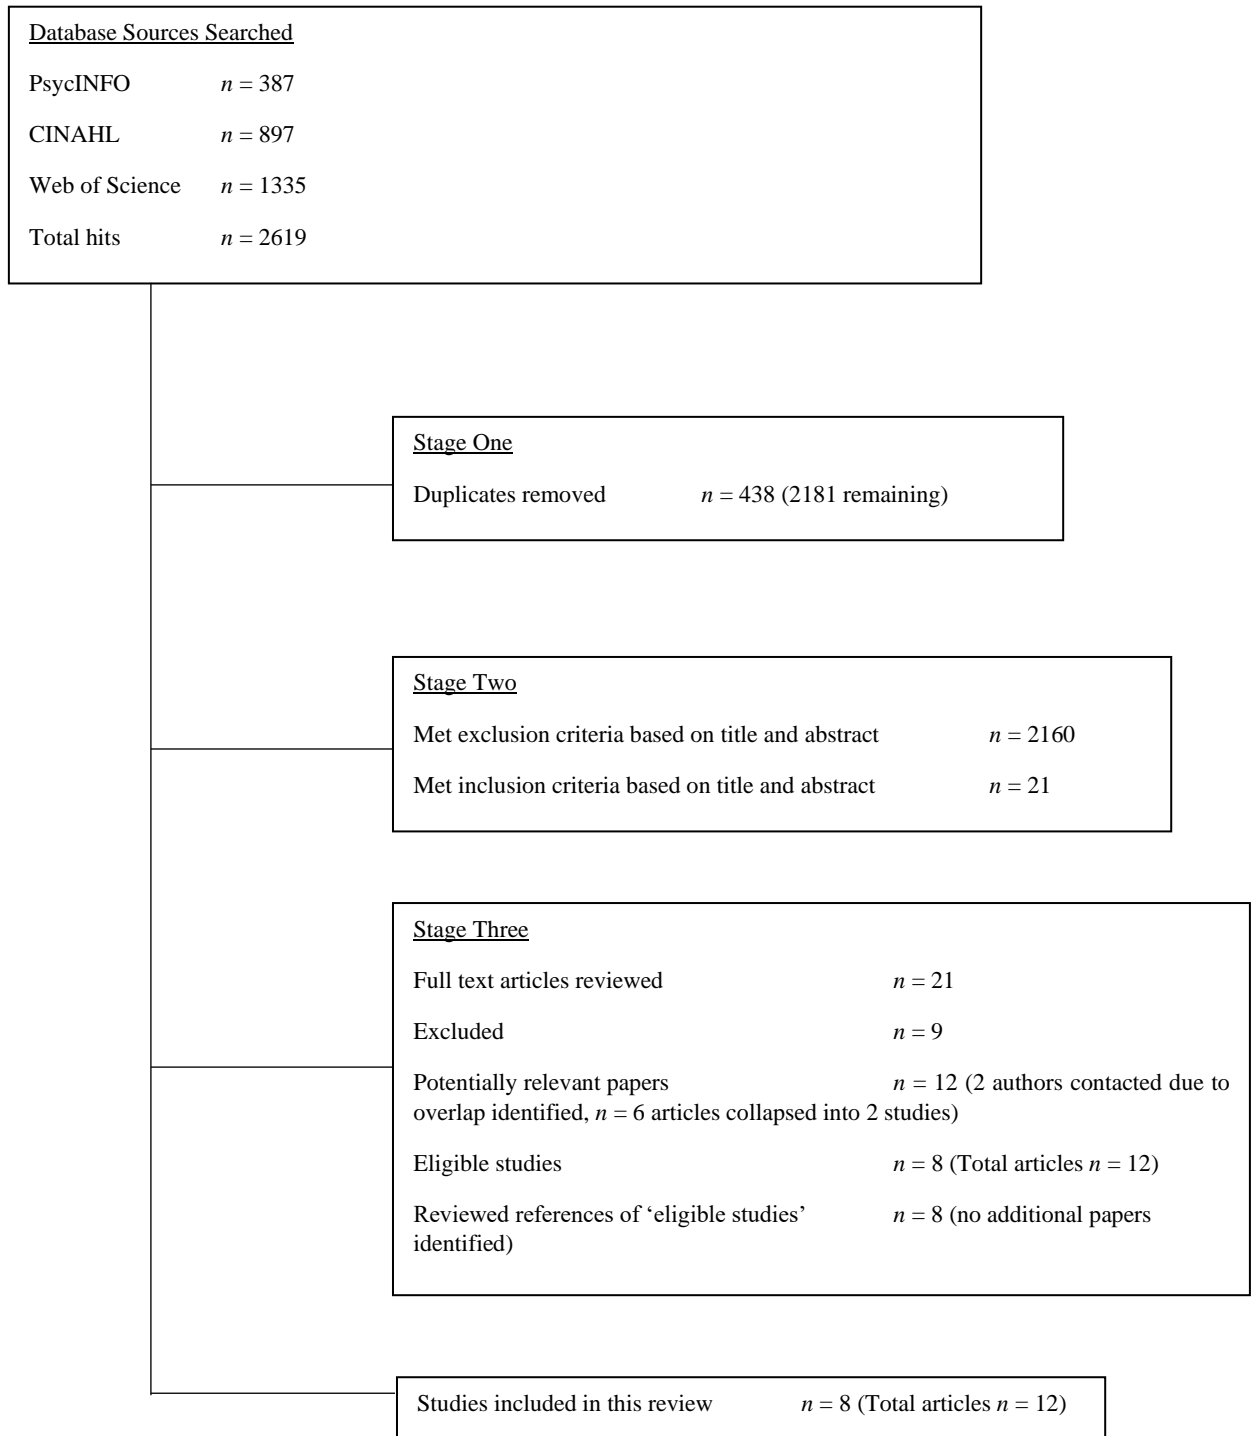 Database Sources Searched
PsycINFO n = 387
CINAHL n = 897
Web of Science n = 1335
Total hits n = 2619
Stage One
Duplicates removed n = 438 (2181 remaining)
Stage Two
Met exclusion criteria based on title and abstract n = 2160
Met inclusion criteria based on title and abstract n = 21
Stage Three
Full text articles reviewed n = 21
Excluded n = 9
Potentially relevant papers n = 12 (2 authors contacted due to
overlap identified, n = 6 articles collapsed into 2 studies)
Eligible studies n = 8 (Total articles n = 12)
Reviewed references of ‘eligible studies’ n = 8 (no additional papers
identified)
Studies included in this review n = 8 (Total articles n = 12)